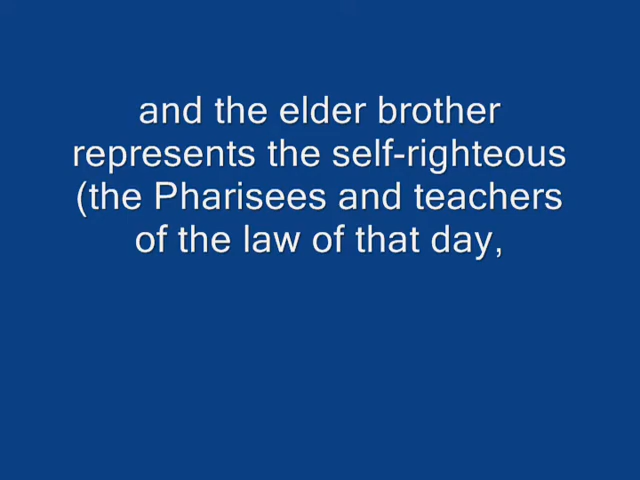 and the elder brother
represents the self-righteous
(the Pharisees and teachers
of the law of that day,